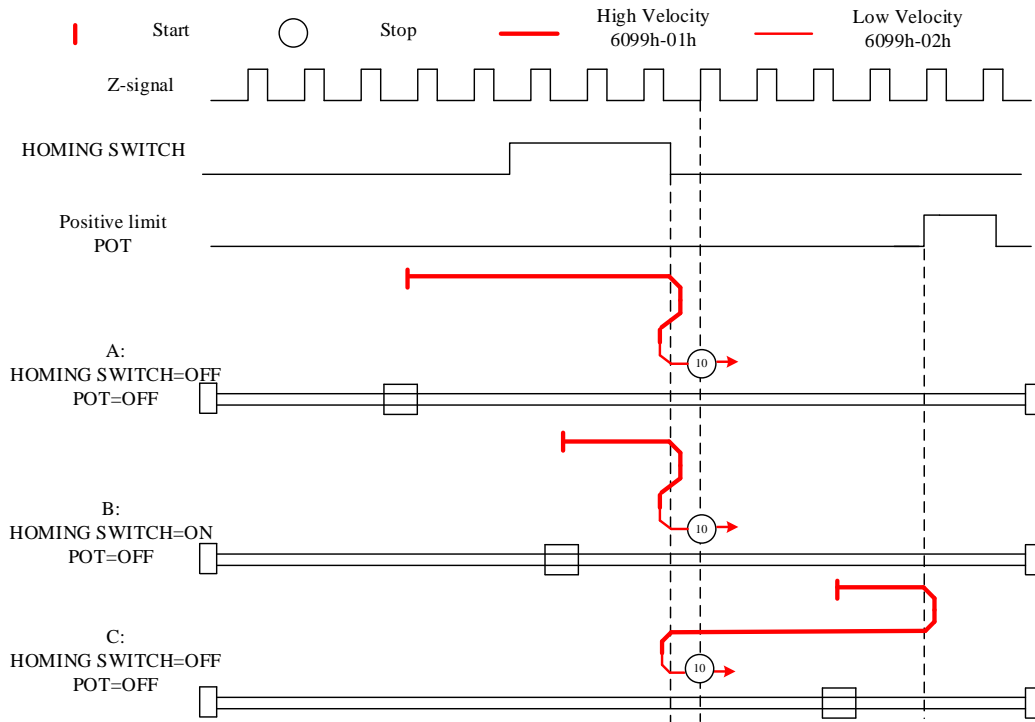 Start
Stop
High Velocity
6099h-01h
Low Velocity
6099h-02h
Z-signal
HOMING SWITCH
Positive limit
POT
10
A:
HOMING SWITCH=OFF
POT=OFF
10
B:
HOMING SWITCH=ON
POT=OFF
10
C:
HOMING SWITCH=OFF
POT=OFF